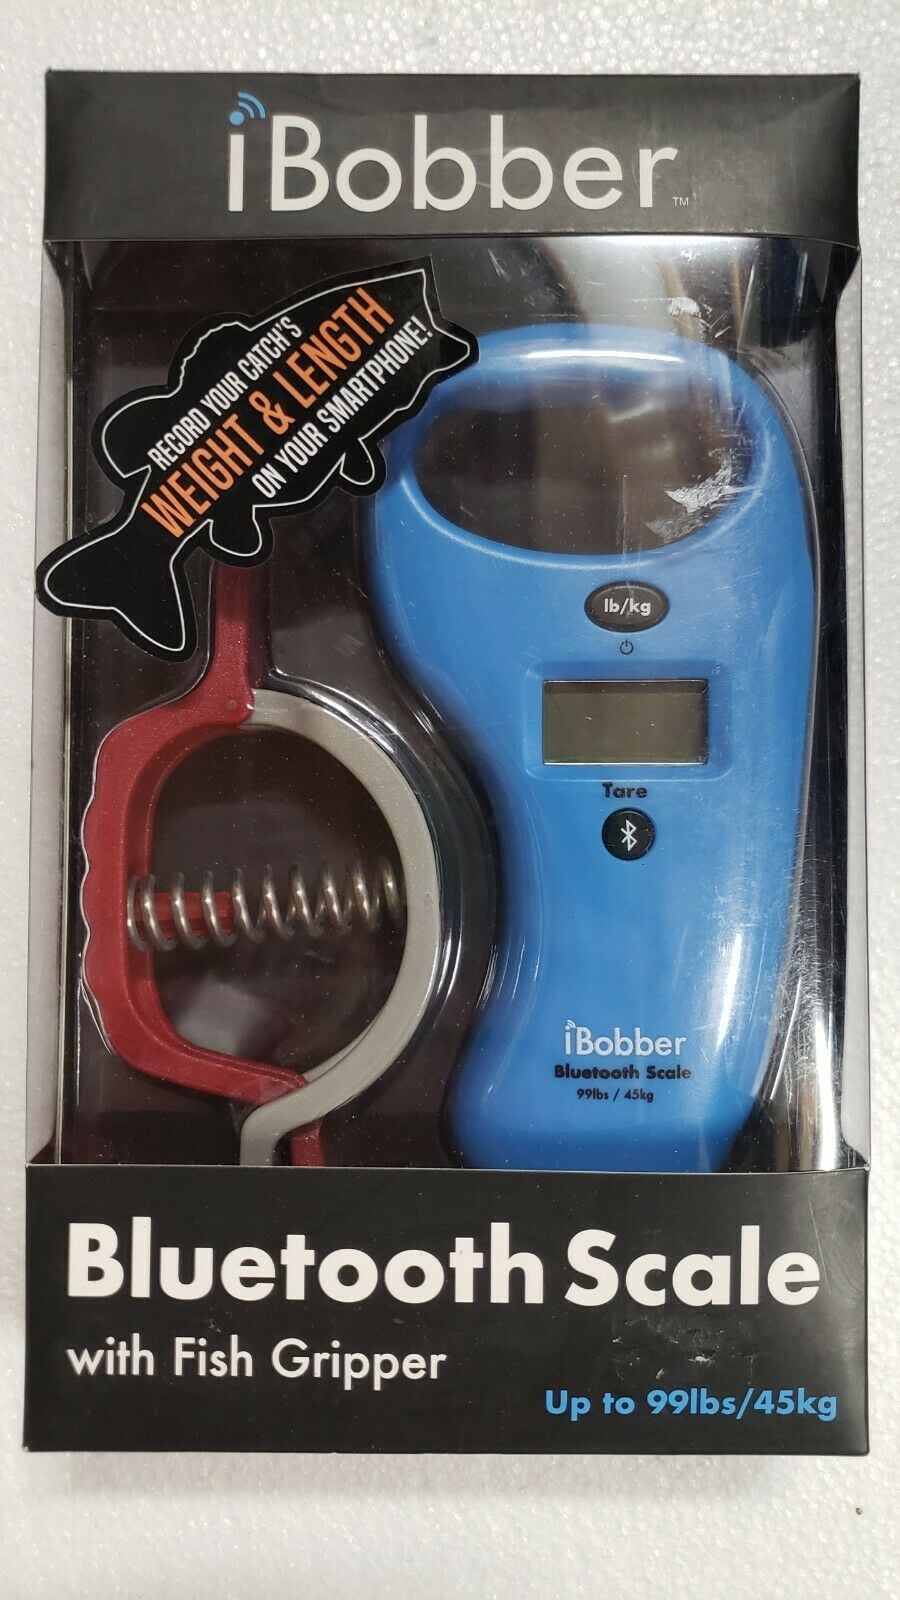 iBobber™
RECORD YOUR CATCH'S
WEIGHT & LENGTH
ON YOUR SMARTPHONE!
lb/kg
Tare
iBobber
Bluetooth Scale
99lbs / 45kg
Bluetooth Scale
with Fish Gripper
Up to 99lbs/45kg